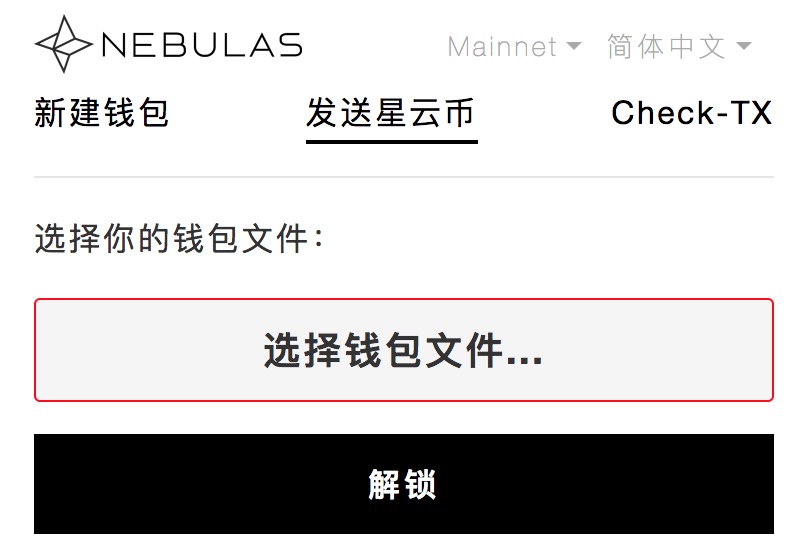 NEBULAS
Mainnet 简体中文
新建钱包 发送星云币 Check-TX
选择你的钱包文件：
选择钱包文件...
解锁